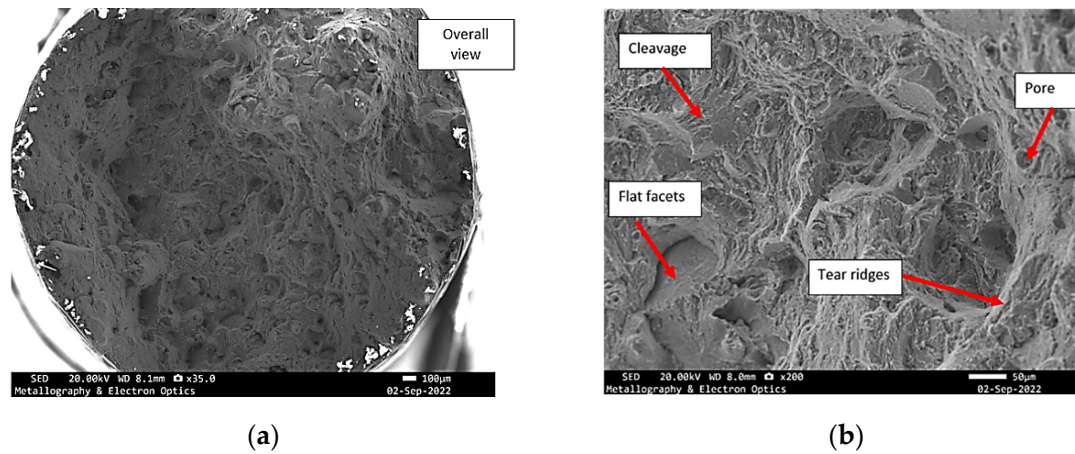 Overall
view
SED 20.00kV WD 8.1mm x35.0 100µm
Metallography & Electron Optics 02-Sep-2022
(a)
Cleavage
Pore
Flat facets
Tear ridges
SED 20.00kV WD 8.0mm x200 50µm
Metallography & Electron Optics 02-Sep-2022
(b)